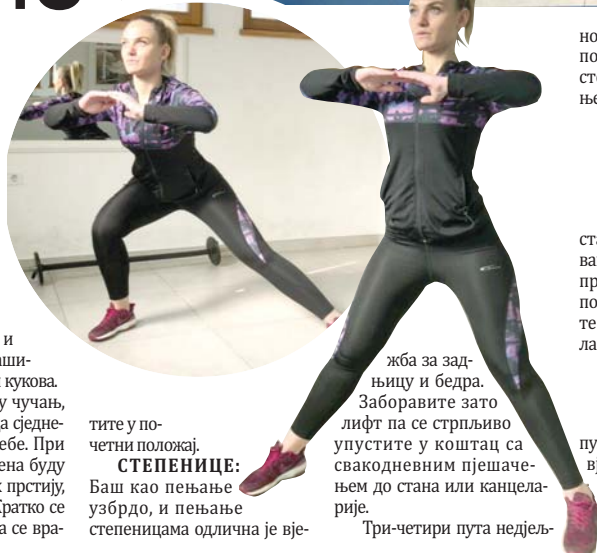 и
кукова.
у чучањ,
сједне-
ебе. При
ена буду
прстију,
Кратко се
а се вра-
тите у по-
четни положај.
СТЕПЕНИЦЕ:
Баш као пењање
узбрдо, и пењање
степеницама одлична је вје-
жба за зад-
њицу и бедра.
Заборавите зато
лифт па се стрпљиво
упустите у коштац са
свакодневним пјешаче-
њем до стана или канцела-
рије.
Три-четири пута недјељ-
но
по
сте
ње
ста
ва
пр
по
те
ла
пу
вј